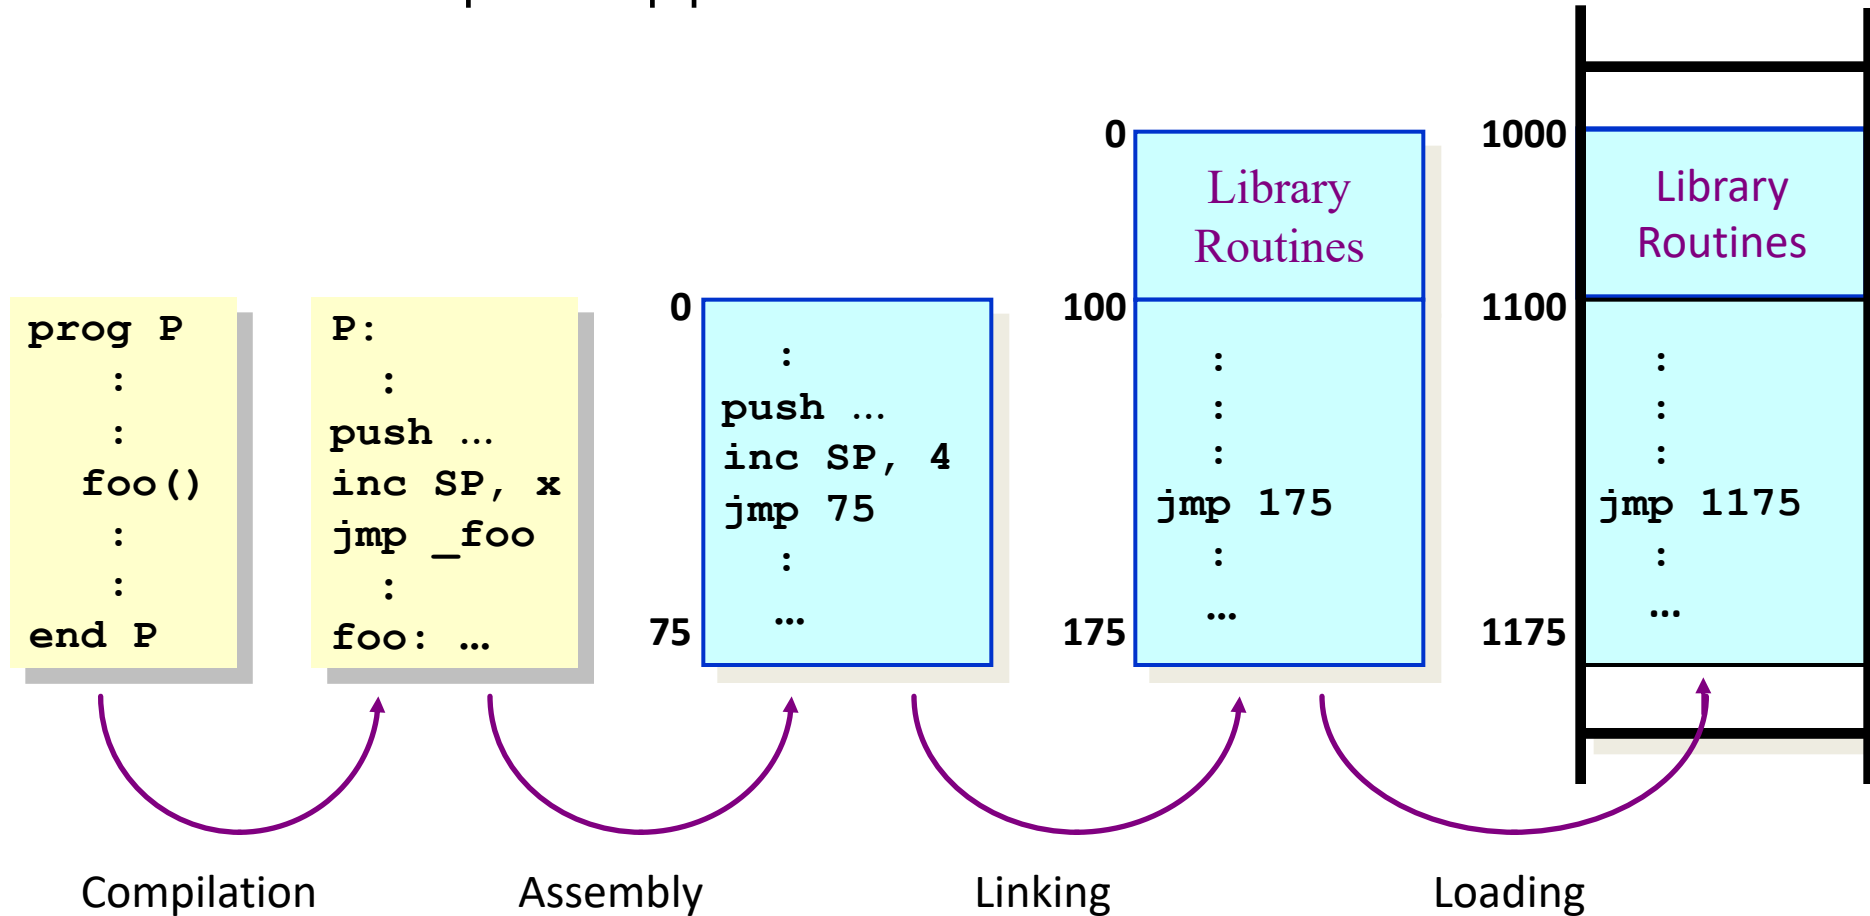 prog P
:
:
foo()
:
:
end P
P:
:
push …
inc SP, x
jmp _foo
:
foo: …
0
75
:
push …
inc SP, 4
jmp 75
:
…
0
100
175
Library
Routines
:
:
:
jmp 175
:
…
1000
1100
1175
Library
Routines
:
:
:
jmp 1175
:
…
Compilation
Assembly
Linking
Loading